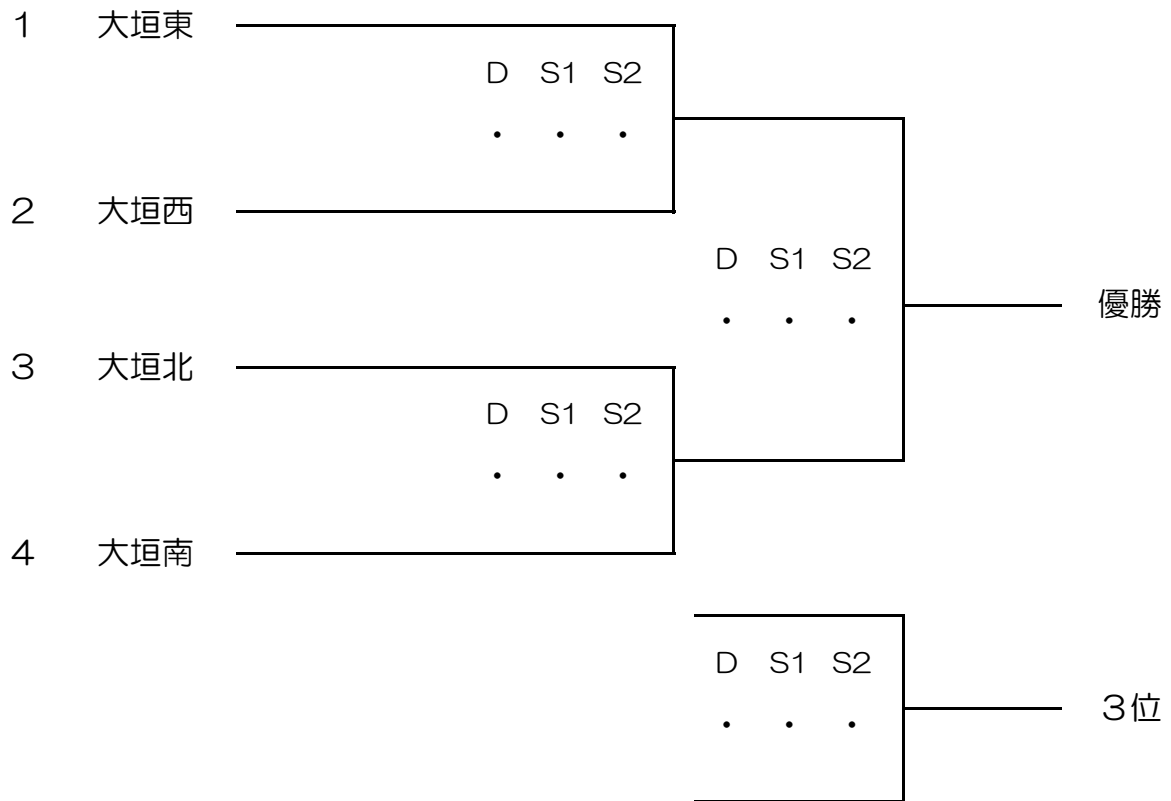 1 大垣東
D S1 S2
・ ・ ・
2 大垣西
D S1 S2
・ ・ ・
優勝
3 大垣北
D S1 S2
・ ・ ・
4 大垣南
D S1 S2
・ ・ ・
3位